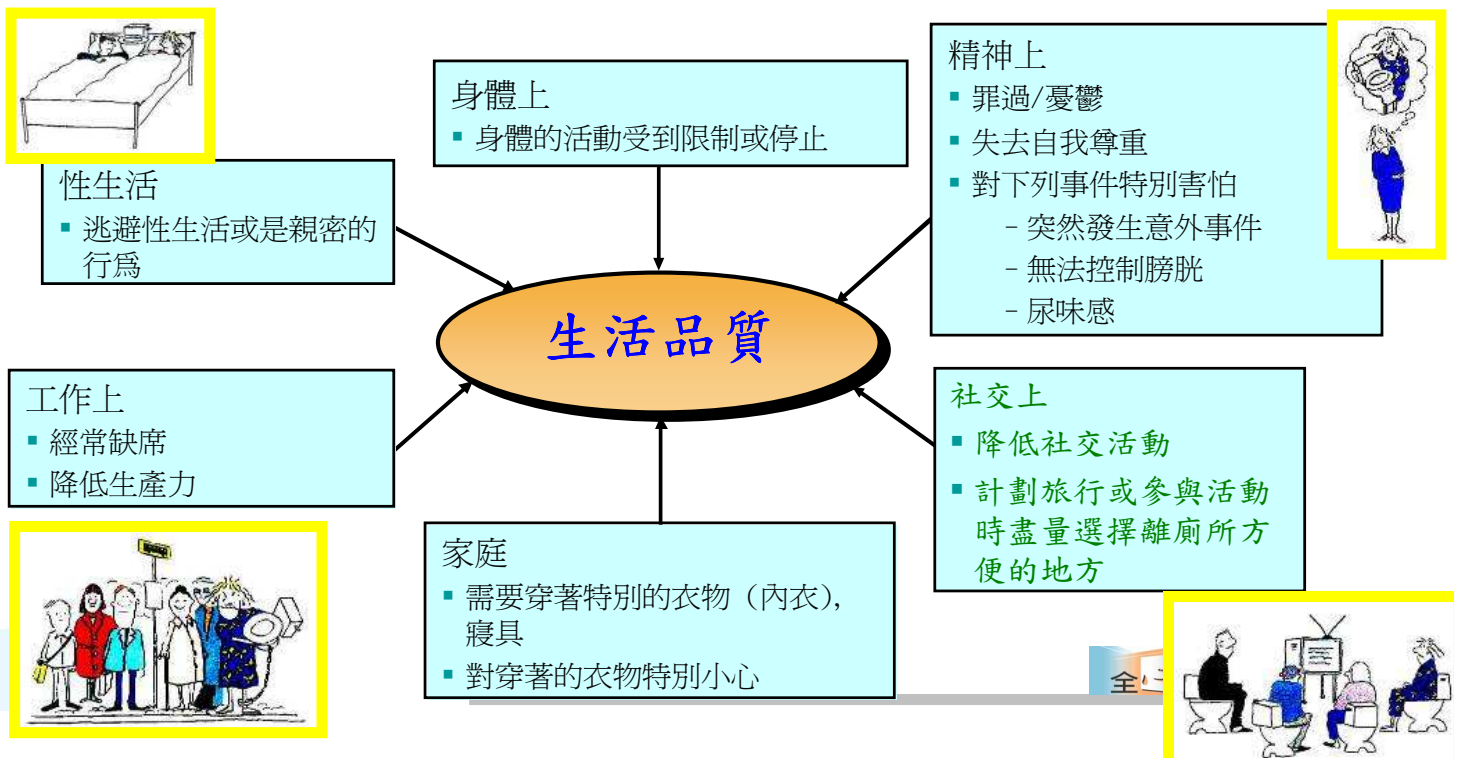 身體上
▪ 身體的活動受到限制或停止
精神上
▪ 罪過/憂鬱
▪ 失去自我尊重
▪ 對下列事件特別害怕
－突然發生意外事件
－無法控制膀胱
－尿味感
性生活
▪ 逃避性生活或是親密的
行爲
生活品質
工作上
▪ 經常缺席
▪ 降低生產力
社交上
▪ 降低社交活動
▪ 計劃旅行或參與活動
時盡量選擇離廁所方
便的地方
家庭
▪ 需要穿著特別的衣物（內衣),
寢具
▪ 對穿著的衣物特別小心
全